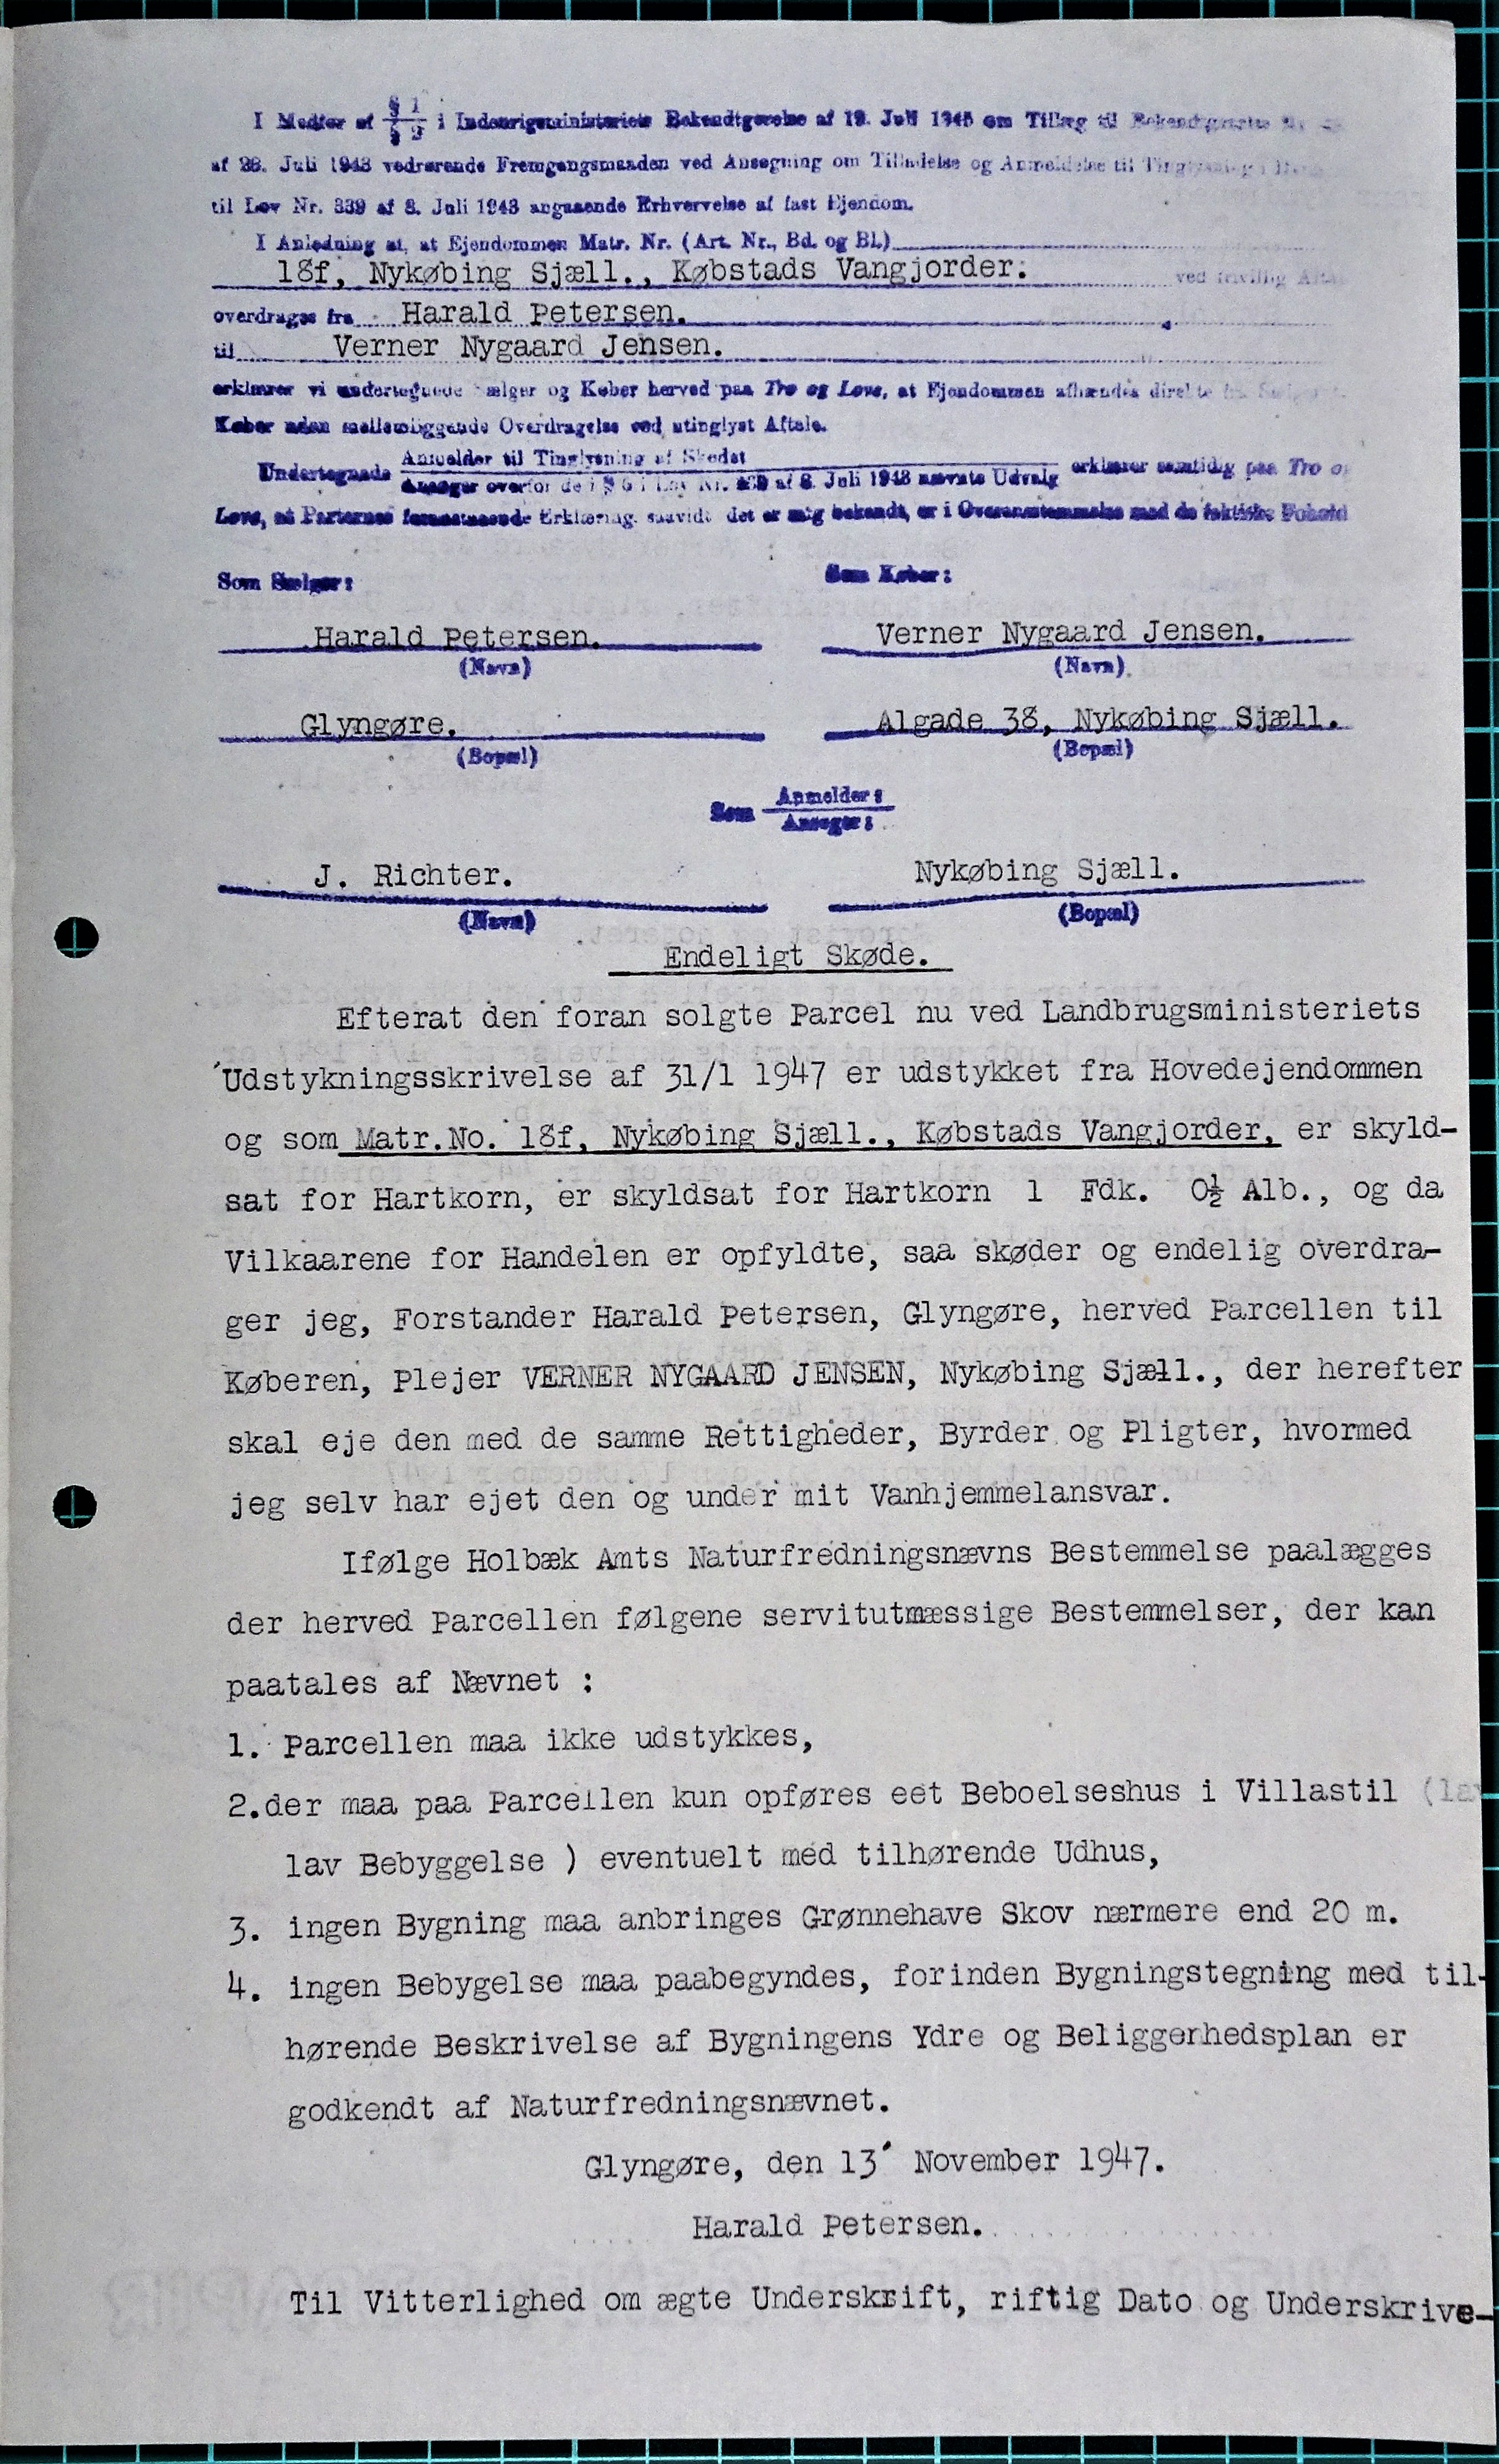 I Medfør af § 1 / § 2 i Indenrigsministeriets Bekendtgørelse af 19. Juli 1945 om Tillæg til Bekendtgørelse Nr.
af 28. Juli 1943 vedrørende Fremgangsmaaden ved Ansøgning om Tilladelse og Anmeldelse til Tinglysning i
til Lov Nr. 339 af 8. Juli 1943 angaaende Erhvervelse af fast Ejendom.
I Anledning af, at Ejendommen Matr. Nr. (Art. Nr., Bd. og Bl.)
18f, Nykøbing Sjæll., Købstads Vangjorder. ved frivillig Aftale
overdrages fra Harald Petersen.
til Verner Nygaard Jensen.
erklærer vi undertegnede Sælger og Køber herved paa Tro og Love, at Ejendommen afhændes direkte fra Sælger
Køber uden mellemliggende Overdragelse ved utinglyst Aftale.
Undertegnede Anmelder til Tinglysning af Skødet / Ansøger overfor de i § 6 i Lov Nr. 339 af 8. Juli 1943 nævnte Udvalg erklærer samtidig paa Tro o
Love, at Parternes foranstaaende Erklæring, saavidt det er mig bekendt, er i Overensstemmelse med de faktiske Fohold
Som Sælger: Som Køber:
Harald Petersen. Verner Nygaard Jensen.
(Navn) (Navn)
Glyngøre. Algade 38, Nykøbing Sjæll.
(Bopæl) (Bopæl)
Som Anmelder: / Ansøger:
J. Richter. Nykøbing Sjæll.
(Navn) (Bopæl)
Endeligt Skøde.
Efterat den foran solgte Parcel nu ved Landbrugsministeriets
Udstykningsskrivelse af 31/1 1947 er udstykket fra Hovedejendommen
og som Matr.No. 18f, Nykøbing Sjæll., Købstads Vangjorder, er skyld-
sat for Hartkorn, er skyldsat for Hartkorn 1 Fdk. 0½ Alb., og da
Vilkaarene for Handelen er opfyldte, saa skøder og endelig overdra-
ger jeg, Forstander Harald Petersen, Glyngøre, herved Parcellen til
Køberen, Plejer VERNER NYGAARD JENSEN, Nykøbing Sjæll., der herefter
skal eje den med de samme Rettigheder, Byrder og Pligter, hvormed
jeg selv har ejet den og under mit Vanhjemmelansvar.
Ifølge Holbæk Amts Naturfredningsnævns Bestemmelse paalægges
der herved Parcellen følgene servitutmæssige Bestemmelser, der kan
paatales af Nævnet :
1. Parcellen maa ikke udstykkes,
2.der maa paa Parcellen kun opføres eet Beboelseshus i Villastil (lav
lav Bebyggelse ) eventuelt med tilhørende Udhus,
3. ingen Bygning maa anbringes Grønnehave Skov nærmere end 20 m.
4. ingen Bebygelse maa paabegyndes, forinden Bygningstegning med til-
hørende Beskrivelse af Bygningens Ydre og Beliggenhedsplan er
godkendt af Naturfredningsnævnet.
Glyngøre, den 13' November 1947.
Harald Petersen.
Til Vitterlighed om ægte Underskrift, riftig Dato og Underskrive-